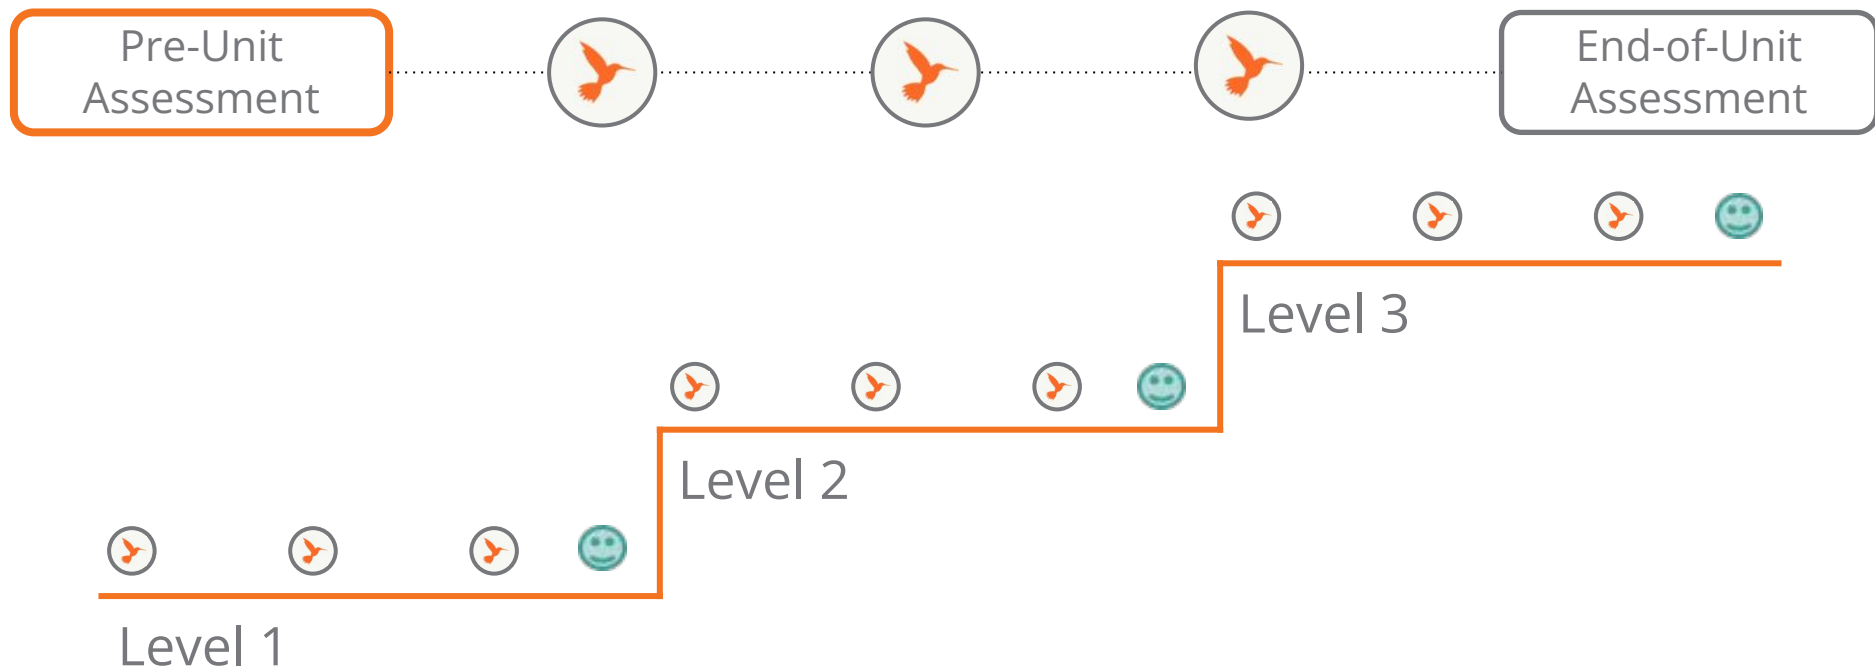 Pre-Unit
Assessment
End-of-Unit
Assessment
Level 3
Level 2
Level 1